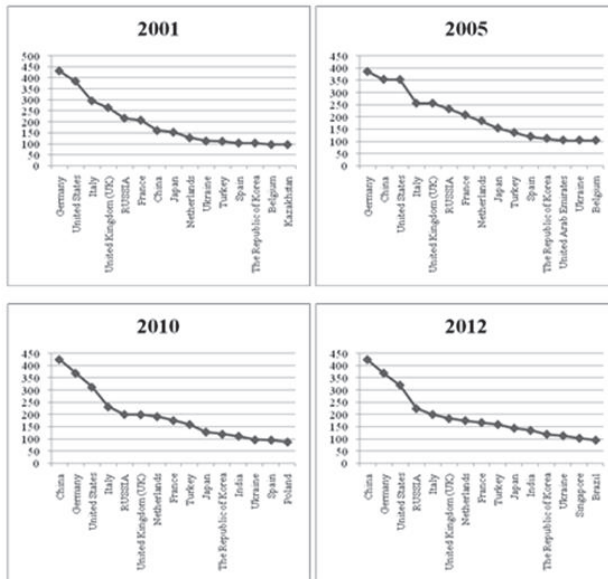 2001
500
450
400
350
300
250
200
150
100
50
0
Germany
United States
Italy
United Kingdom (UK)
RUSSIA
France
China
Japan
Netherlands
Ukraine
Turkey
Spain
The Republic of Korea
Belgium
Kazakhstan
2005
450
400
350
300
250
200
150
100
50
0
Germany
China
United States
Italy
United Kingdom (UK)
RUSSIA
France
Netherlands
Japan
Turkey
Spain
The Republic of Korea
United Arab Emirates
Ukraine
Belgium
2010
450
400
350
300
250
200
150
100
50
0
China
Germany
United States
Italy
RUSSIA
United Kingdom (UK)
Netherlands
France
Turkey
Japan
The Republic of Korea
India
Ukraine
Spain
Poland
2012
450
400
350
300
250
200
150
100
50
0
China
Germany
United States
RUSSIA
Italy
United Kingdom (UK)
Netherlands
France
Turkey
Japan
India
The Republic of Korea
Ukraine
Singapore
Brazil